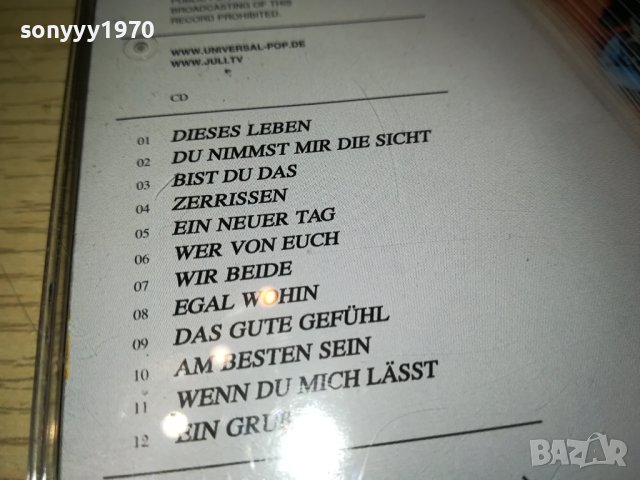 sonyyy1970
BROADCASTING OF THIS
RECORD PROHIBITED.
WWW.UNIVERSAL-POP.DE
WWW.JULI.TV
CD
01 DIESES LEBEN
02 DU NIMMST MIR DIE SICHT
03 BIST DU DAS
04 ZERRISSEN
05 EIN NEUER TAG
06 WER VON EUCH
07 WIR BEIDE
08 EGAL WOHIN
09 DAS GUTE GEFÜHL
10 AM BESTEN SEIN
11 WENN DU MICH LÄSST
12 EIN
BAZAR